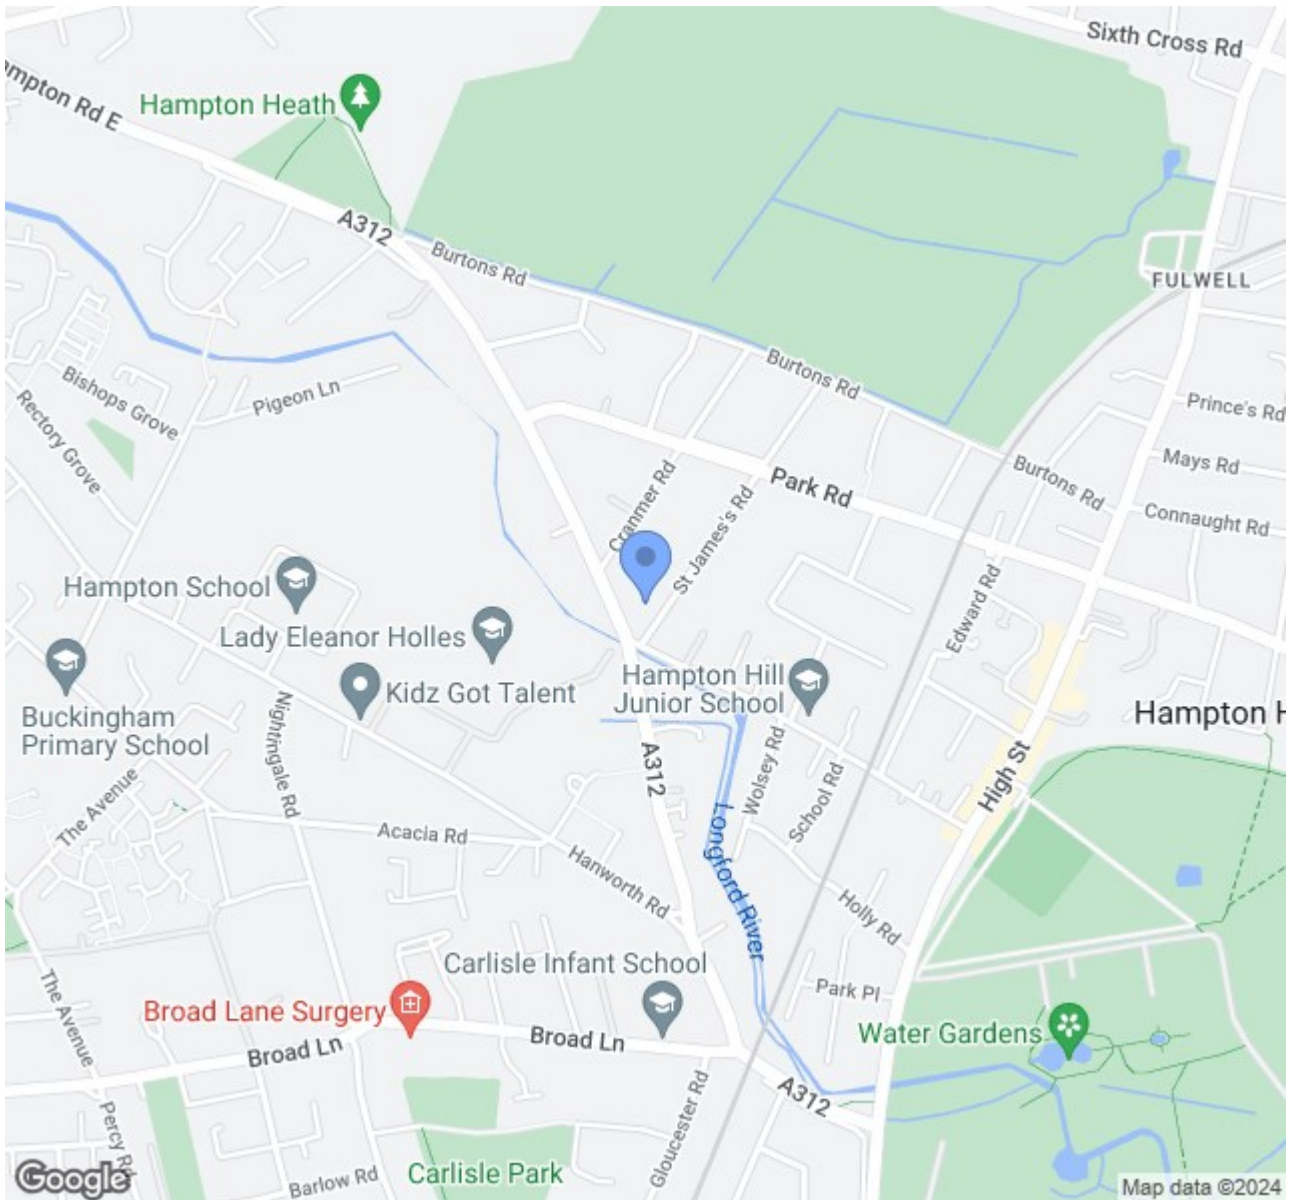 Sixth Cross Rd
ampton Rd E
Hampton Heath
A312
Burtons Rd
FULWELL
Burtons Rd
Bishops Grove
Pigeon Ln
Rectory Grove
Prince's Rd
Mays Rd
Burtons Rd
Connaught Rd
Park Rd
Cranmer Rd
St James's Rd
Hampton School
Lady Eleanor Holles
Edward Rd
Kidz Got Talent
Hampton Hill
Junior School
Buckingham
Primary School
Nightingale Rd
Hampton H
A312
Wolsey Rd
High St
School Rd
The Avenue
Acacia Rd
Longford River
Hanworth Rd
Holly Rd
Carlisle Infant School
The Avenue
Park Pl
Broad Lane Surgery
Water Gardens
Broad Ln
Broad Ln
A312
Gloucester Rd
Percy Rd
Barlow Rd
Carlisle Park
Google
Map data ©2024